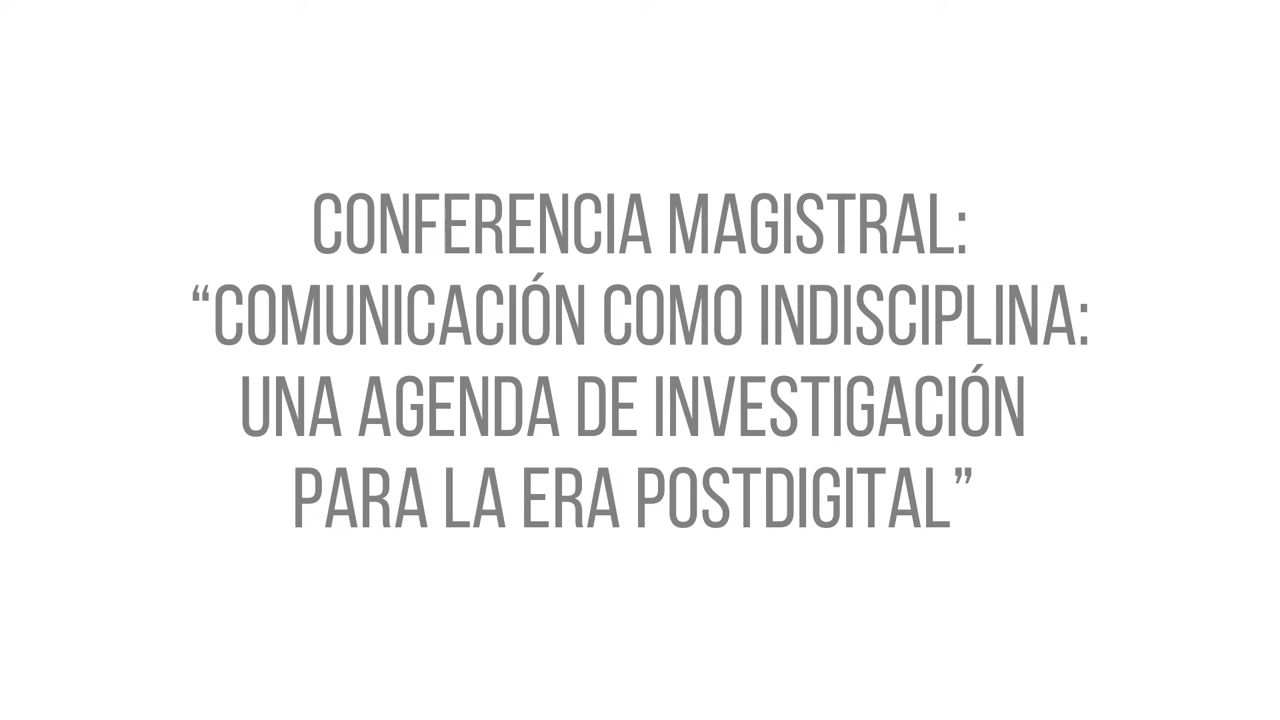 CONFERENCIA MAGISTRAL:
“COMUNICACIÓN COMO INDISCIPLINA:
UNA AGENDA DE INVESTIGACIÓN
PARA LA ERA POSTDIGITAL”